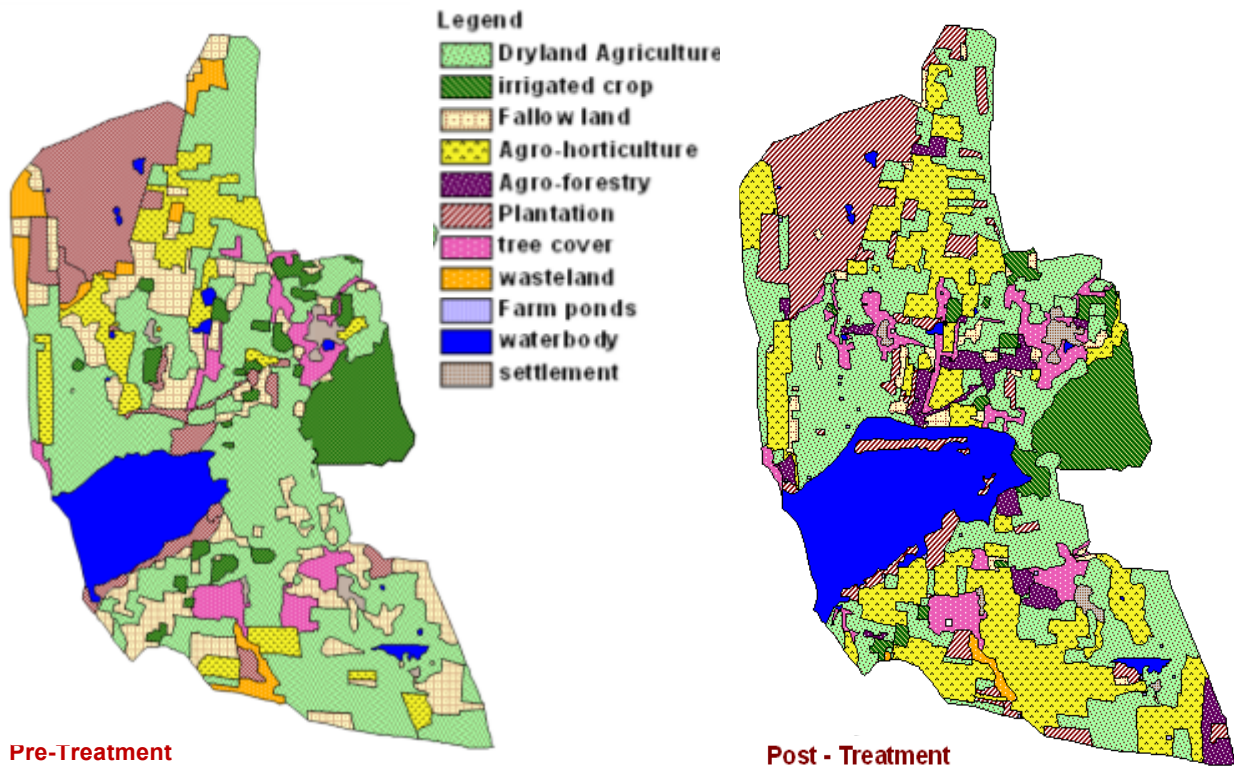 Legend
Dryland Agriculture
irrigated crop
Fallow land
Agro-horticulture
Agro-forestry
Plantation
tree cover
wasteland
Farm ponds
waterbody
settlement
Pre-Treatment
Post - Treatment